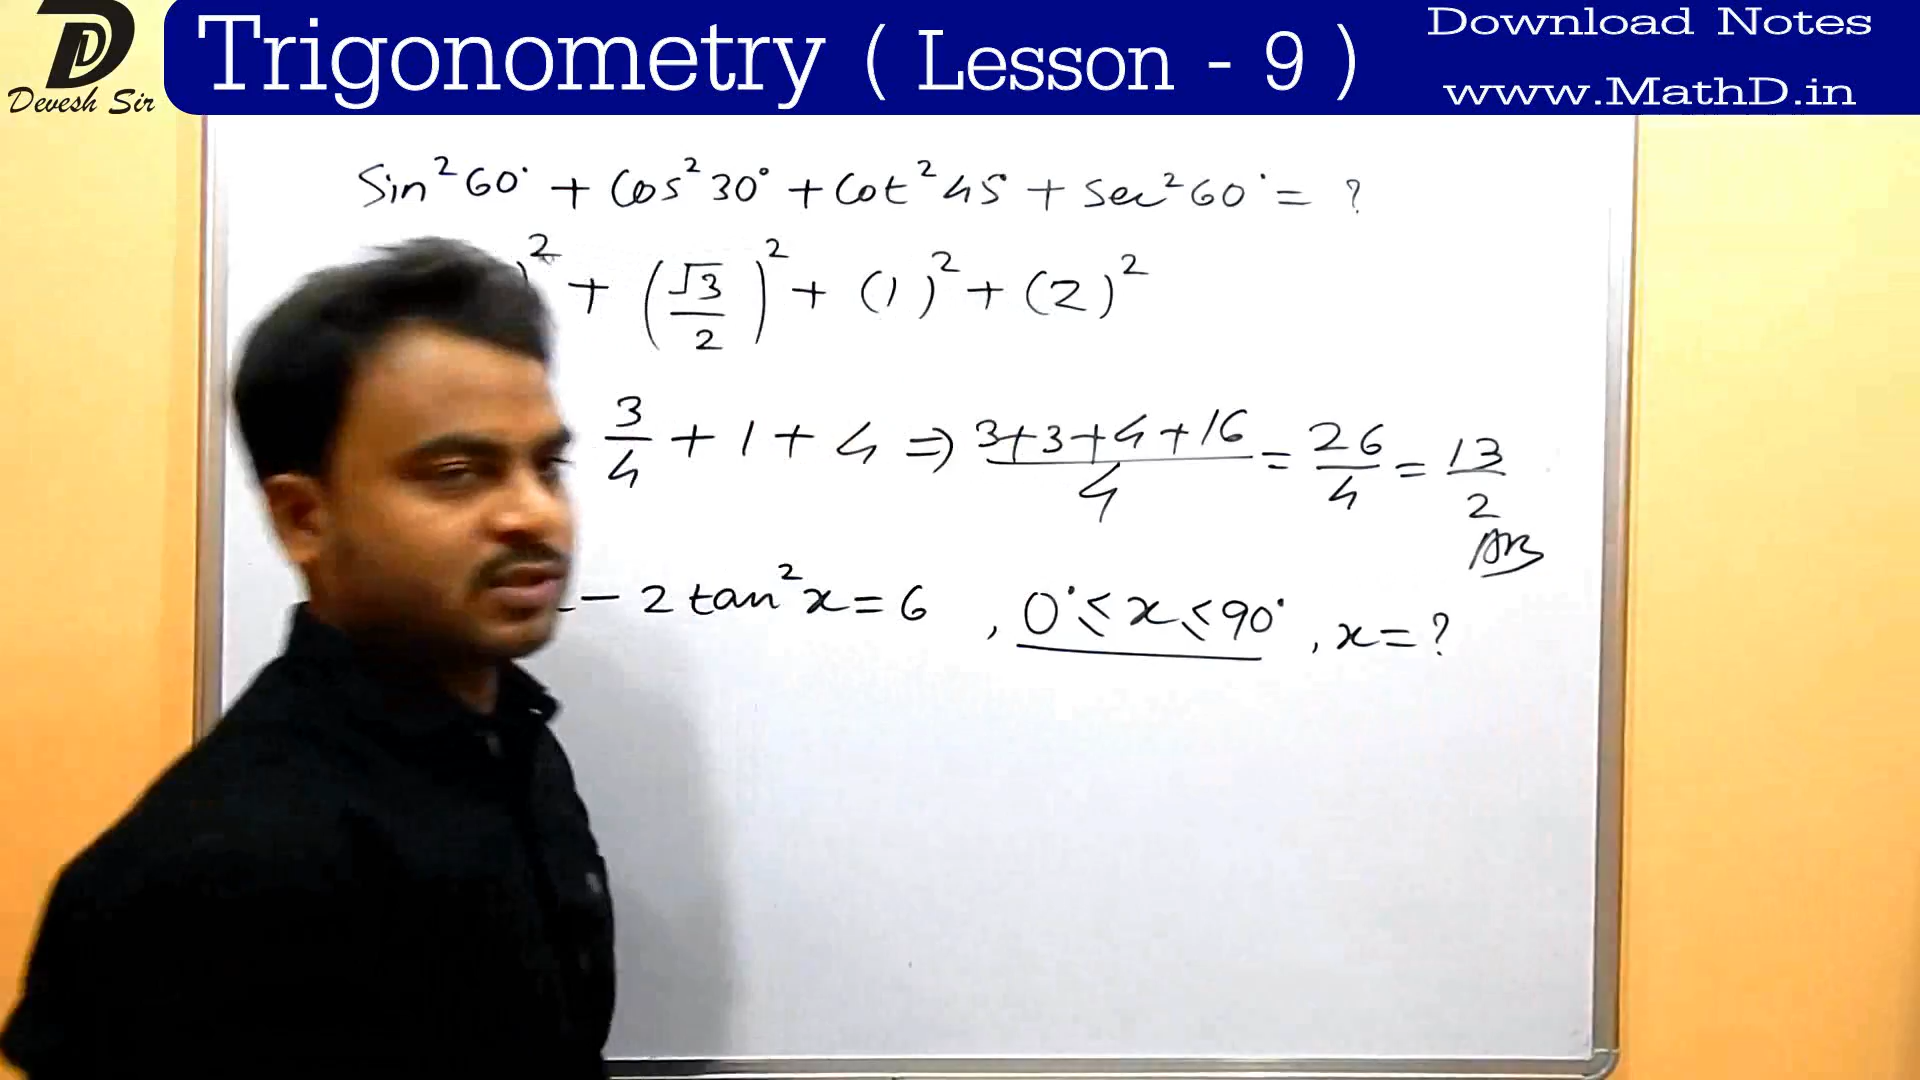 Devesh Sir
Trigonometry ( Lesson - 9 )
Download Notes
www.MathD.in
Sin²60° + Cos²30° + Cot²45° + Sec²60° = ?
)² + (√3/2)² + (1)² + (2)²
3/4 + 1 + 4 ⇒ 3+3+4+16/4 = 26/4 = 13/2
Ans
- 2 tan²x = 6 , 0° ≤ x ≤ 90° , x = ?